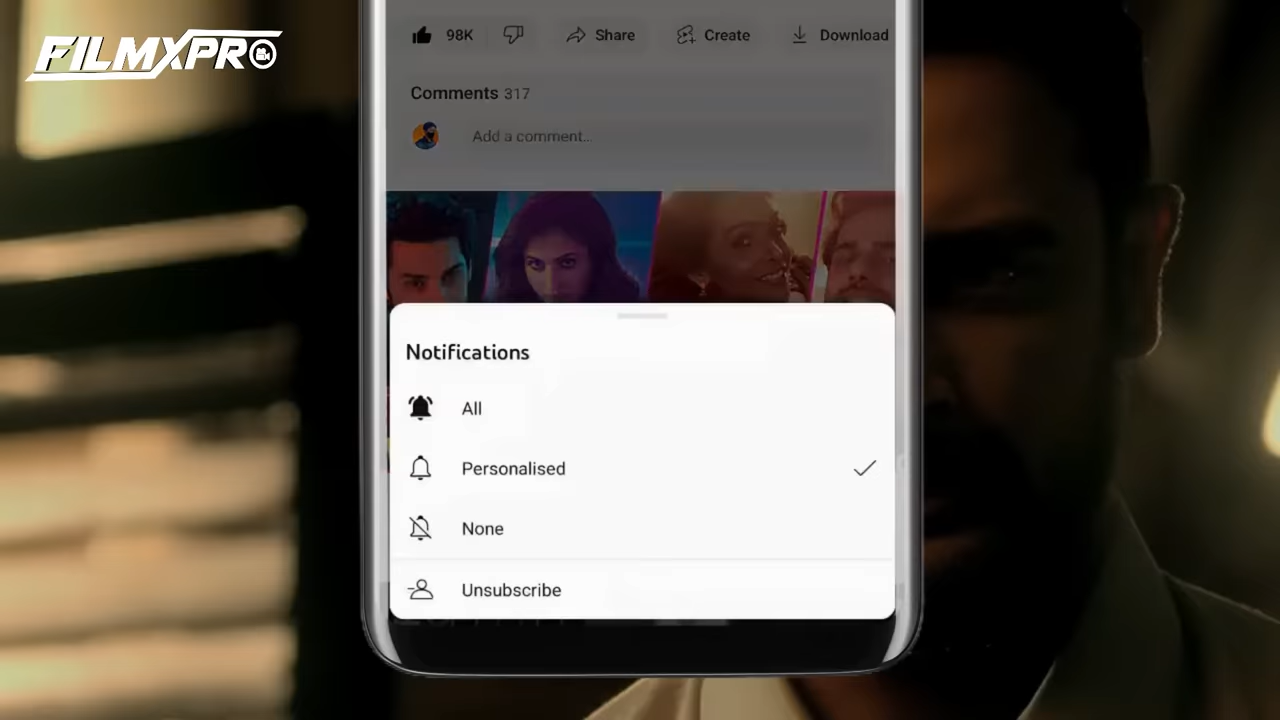 FILMXPRO
98K Share Create Download
Comments 317
Add a comment...
Notifications
All
Personalised
None
Unsubscribe